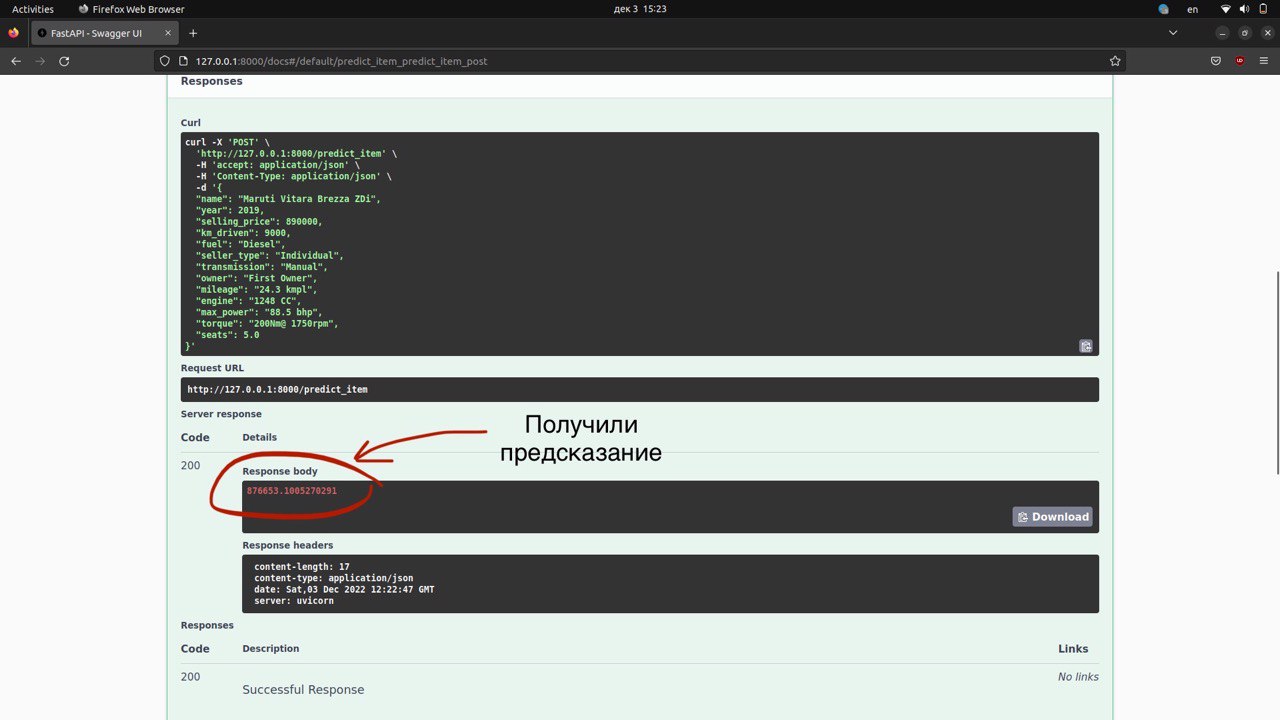 Activities Firefox Web Browser дек 3 15:23 en
FastAPI - Swagger UI
127.0.0.1:8000/docs#/default/predict_item_predict_item_post
Responses
Curl
curl -X 'POST' \
'http://127.0.0.1:8000/predict_item' \
-H 'accept: application/json' \
-H 'Content-Type: application/json' \
-d '{
"name": "Maruti Vitara Brezza ZDi",
"year": 2019,
"selling_price": 890000,
"km_driven": 9000,
"fuel": "Diesel",
"seller_type": "Individual",
"transmission": "Manual",
"owner": "First Owner",
"mileage": "24.3 kmpl",
"engine": "1248 CC",
"max_power": "88.5 bhp",
"torque": "200Nm@ 1750rpm",
"seats": 5.0
}'
Request URL
http://127.0.0.1:8000/predict_item
Server response
Code Details
Получили
предсказание
200
Response body
876653.1005270291
Download
Response headers
content-length: 17
content-type: application/json
date: Sat,03 Dec 2022 12:22:47 GMT
server: uvicorn
Responses
Code Description Links
200 No links
Successful Response